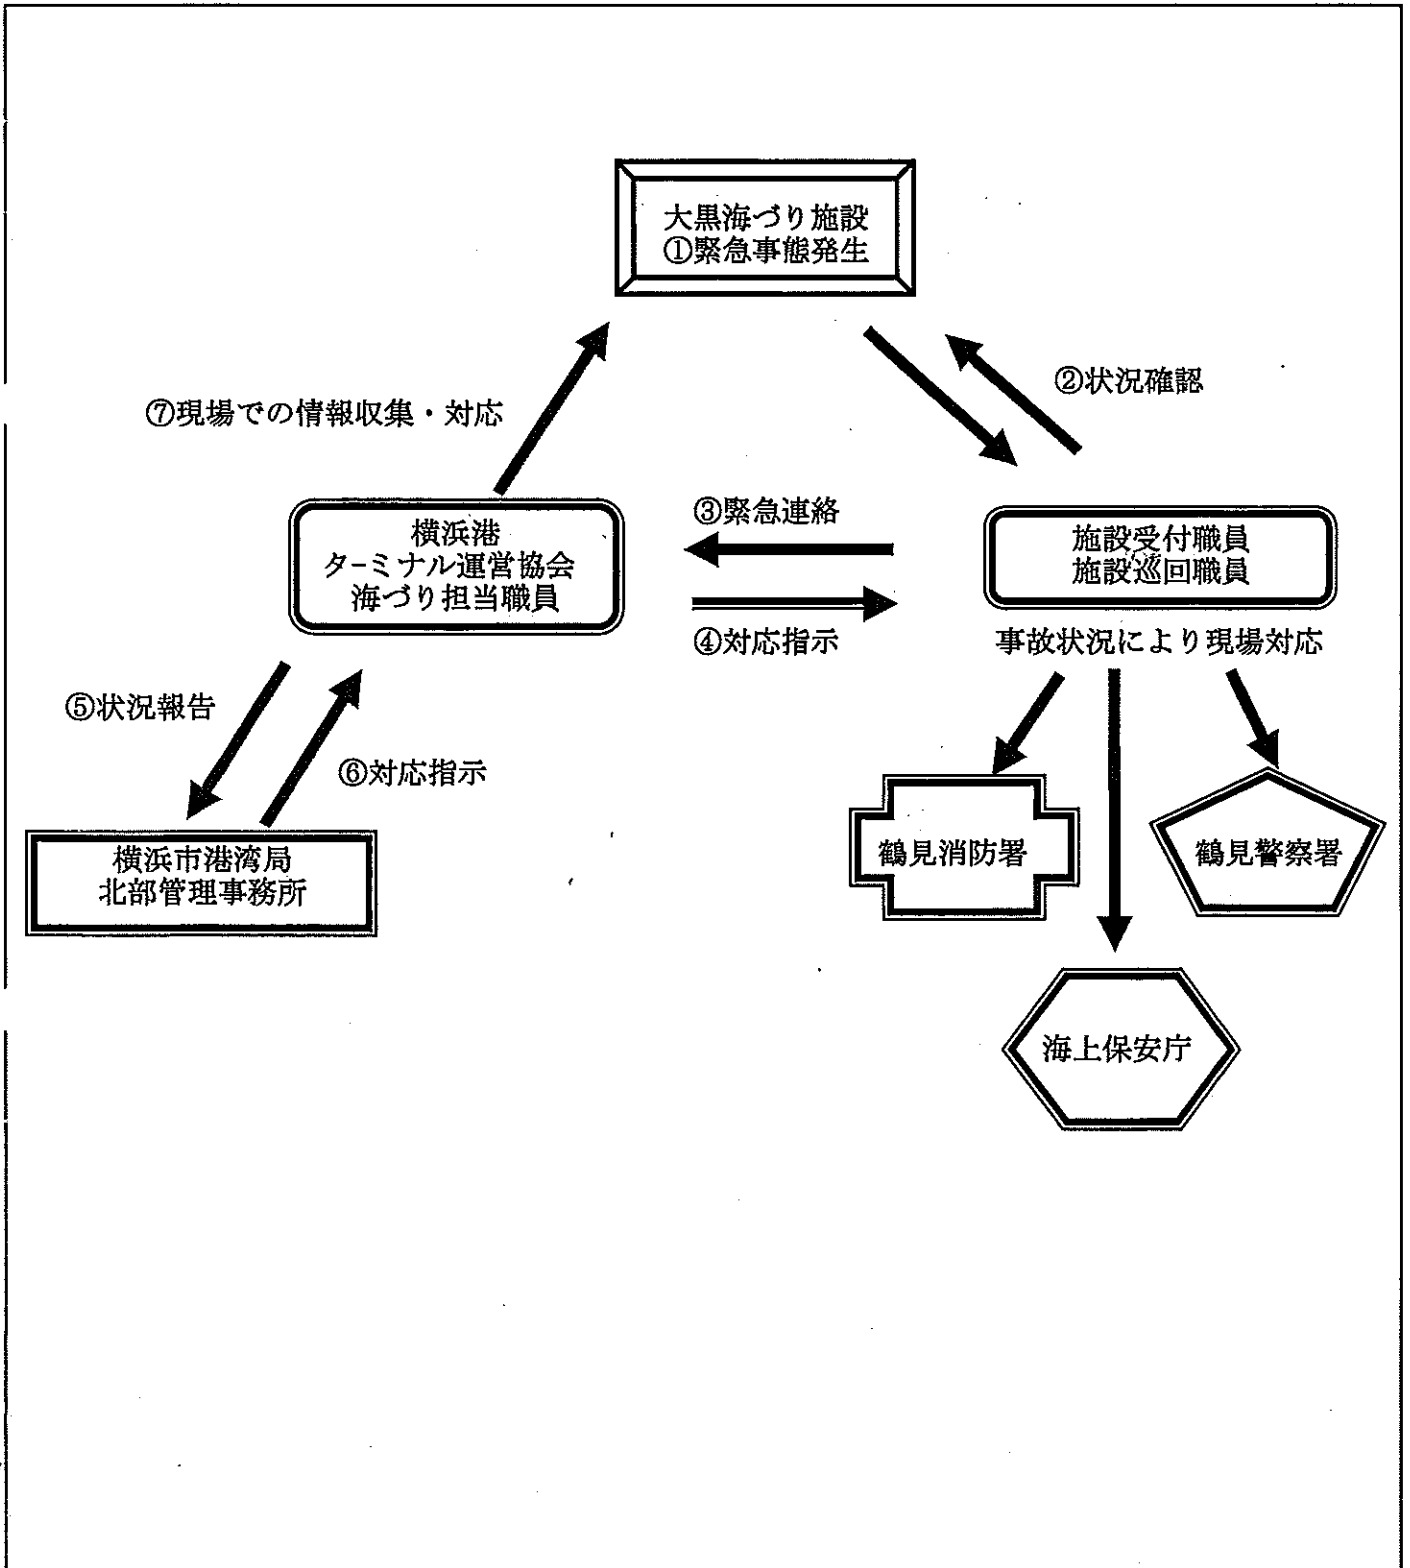 大黒海づり施設
①緊急事態発生
②状況確認
⑦現場での情報収集・対応
③緊急連絡
横浜港
ターミナル運営協会
海づり担当職員
施設受付職員
施設巡回職員
④対応指示
事故状況により現場対応
⑤状況報告
⑥対応指示
横浜市港湾局
北部管理事務所
鶴見消防署
鶴見警察署
海上保安庁